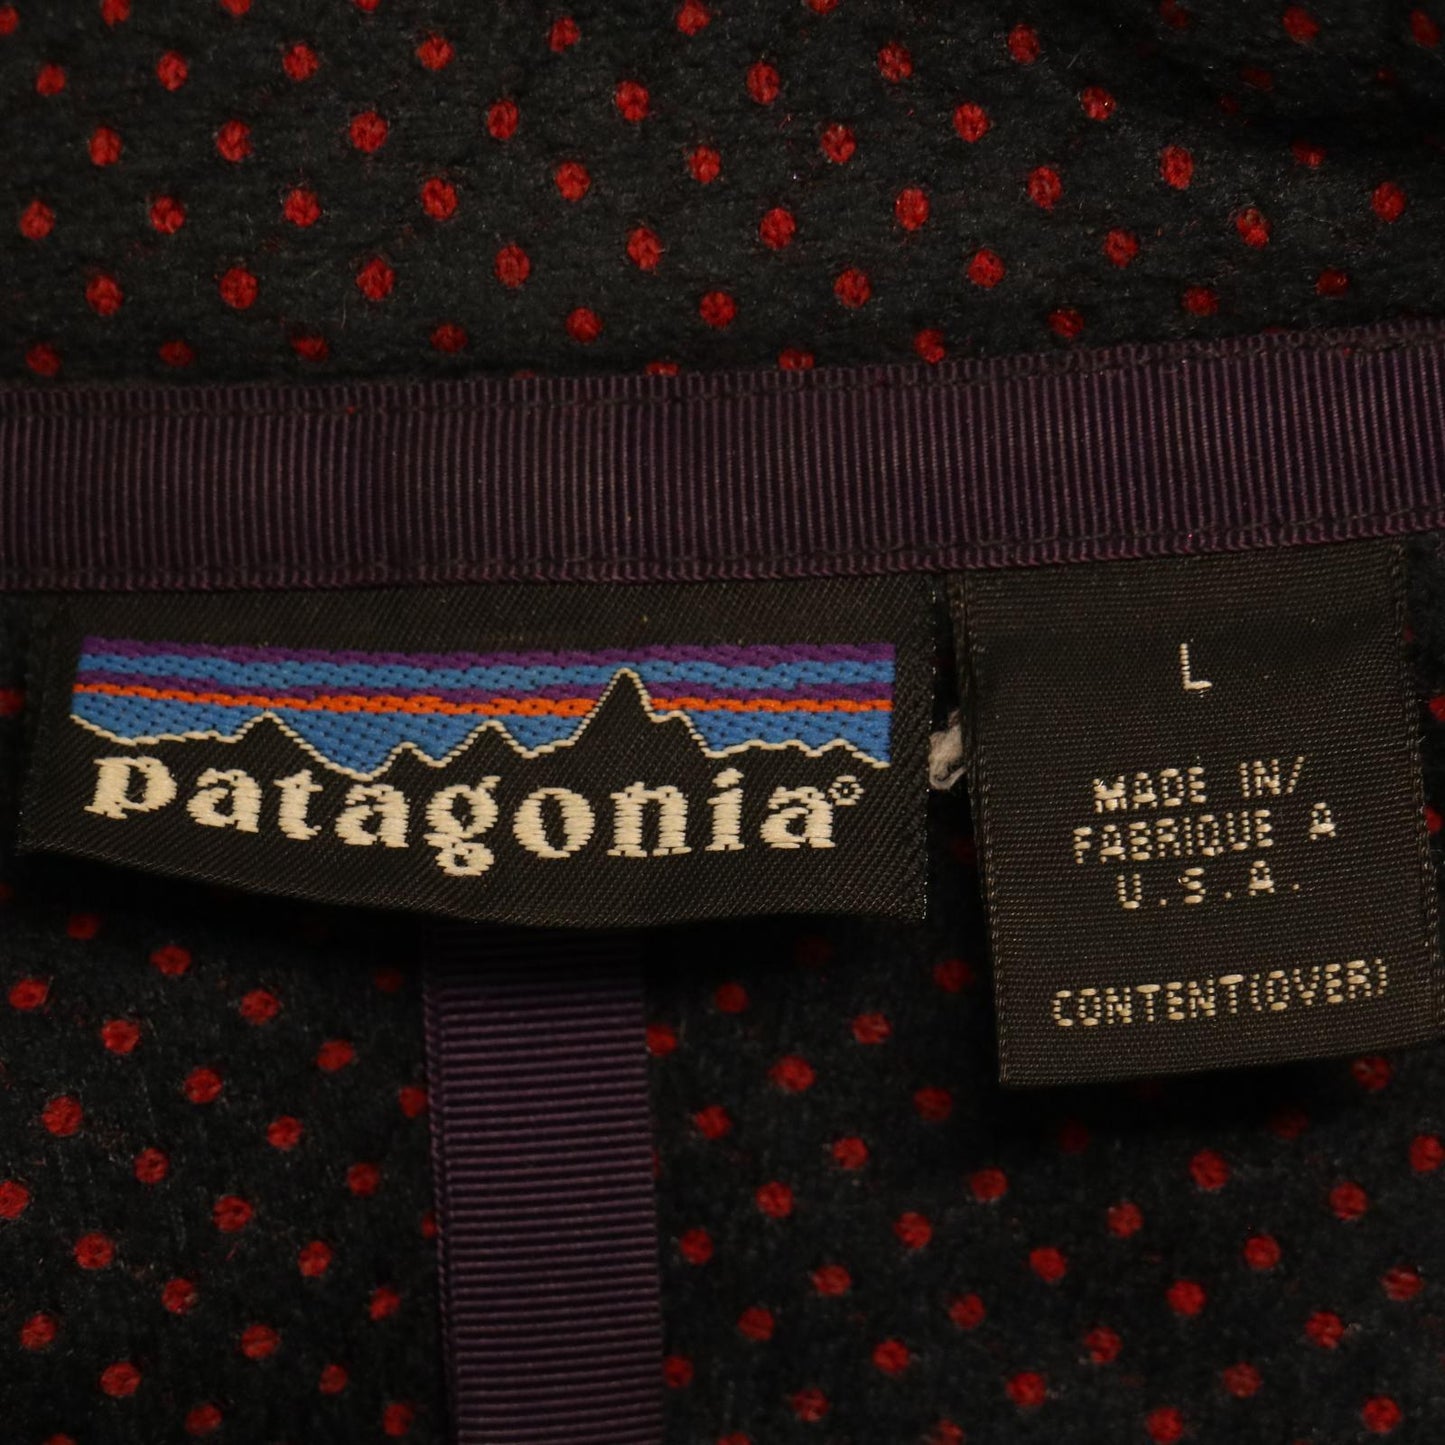 patagonia®
L
MADE IN/
FABRIQUE A
U.S.A.
CONTENT(OVER)